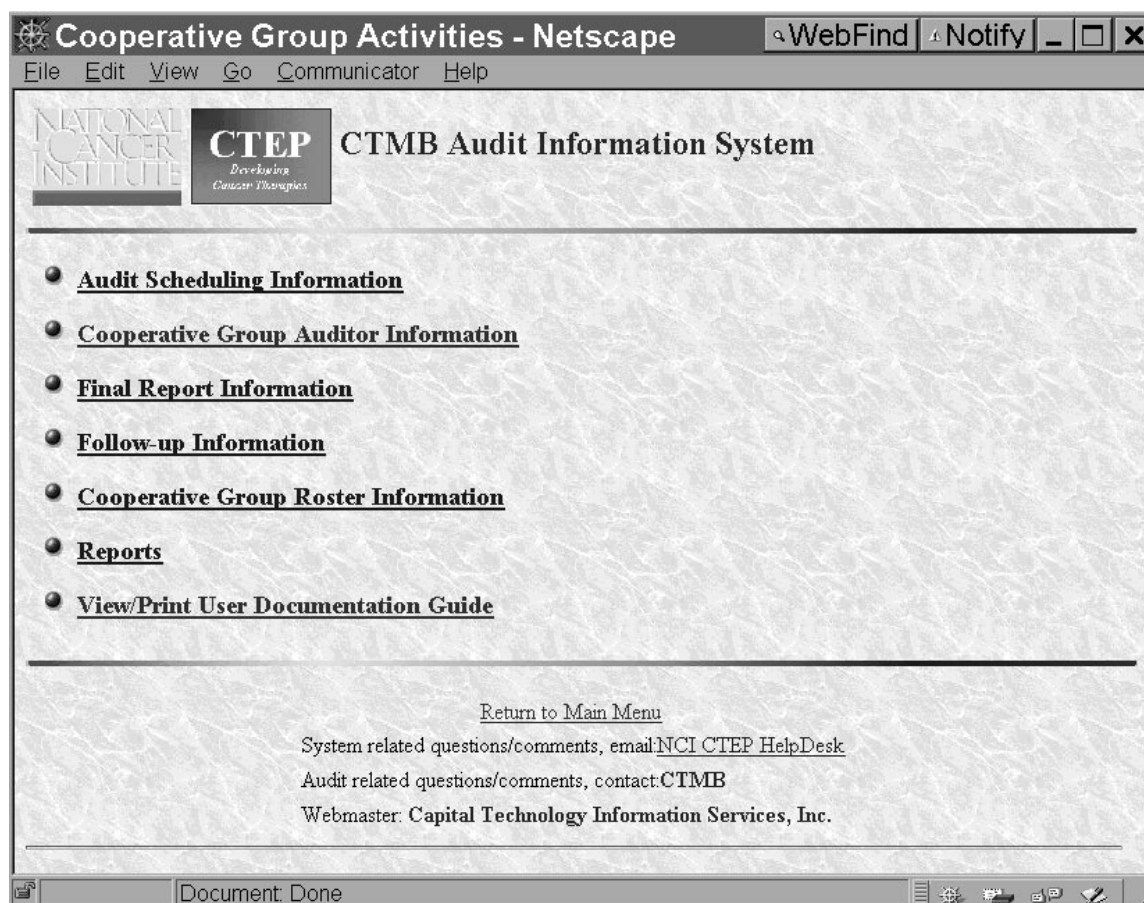 Cooperative Group Activities - Netscape WebFind Notify
File Edit View Go Communicator Help
NATIONAL
CANCER
INSTITUTE
CTEP
Developing
Cancer Therapies
CTMB Audit Information System
Audit Scheduling Information
Cooperative Group Auditor Information
Final Report Information
Follow-up Information
Cooperative Group Roster Information
Reports
View/Print User Documentation Guide
Return to Main Menu
System related questions/comments, email:NCI CTEP HelpDesk
Audit related questions/comments, contact:CTMB
Webmaster: Capital Technology Information Services, Inc.
Document: Done